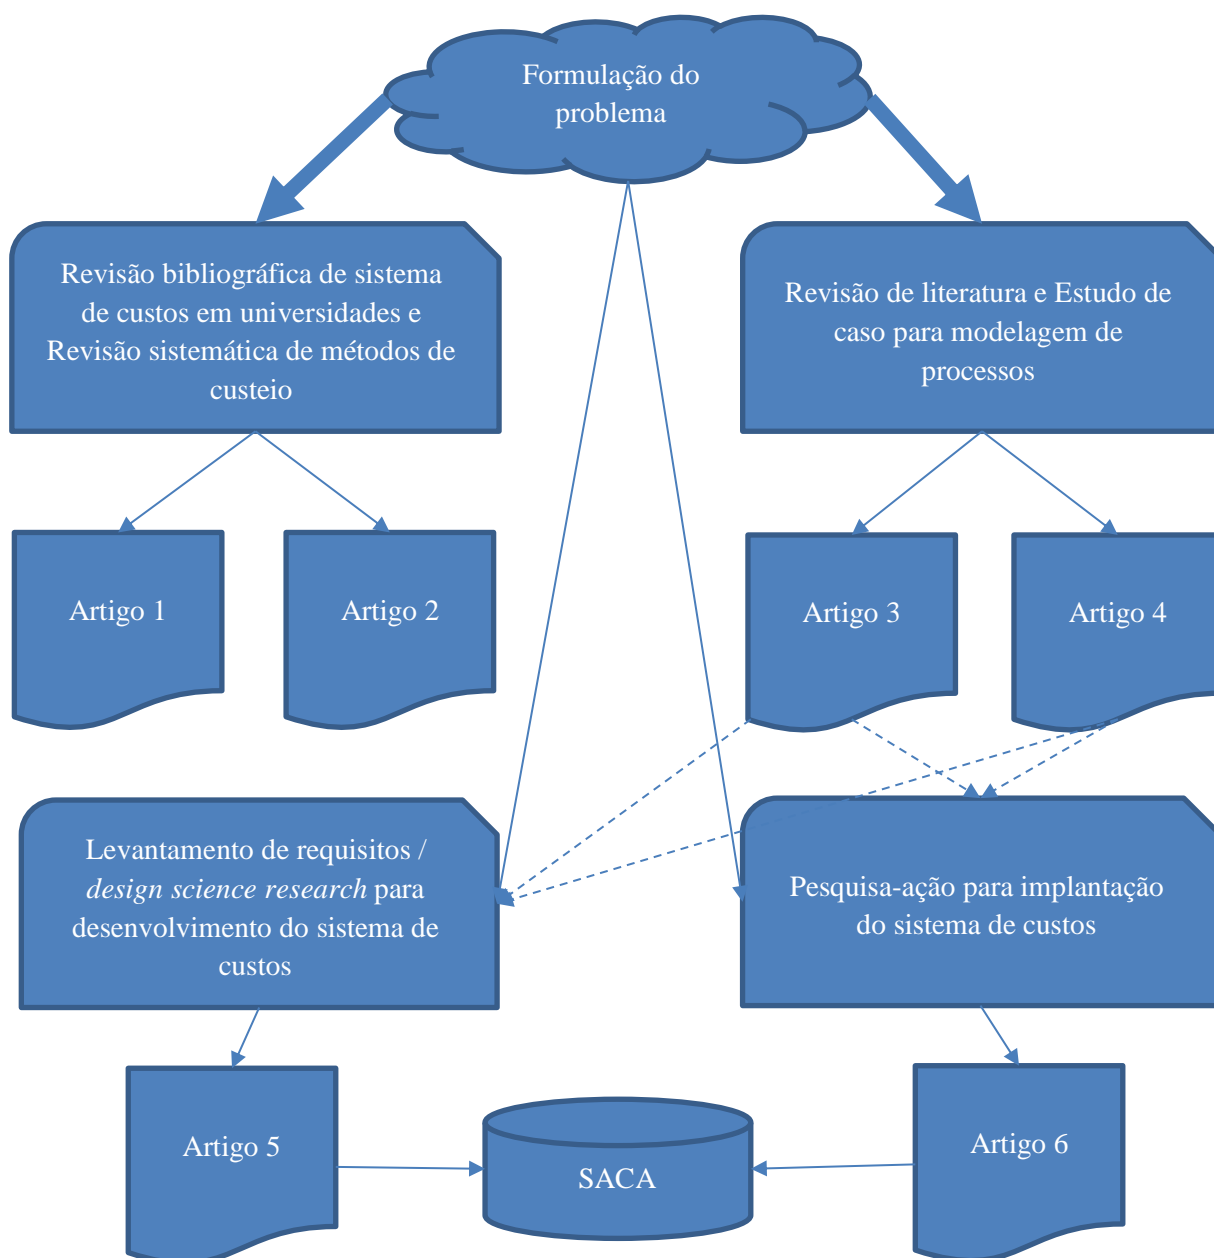 Formulação do
problema
Revisão bibliográfica de sistema
de custos em universidades e
Revisão sistemática de métodos de
custeio
Revisão de literatura e Estudo de
caso para modelagem de
processos
Artigo 1
Artigo 2
Artigo 3
Artigo 4
Levantamento de requisitos /
design science research para
desenvolvimento do sistema de
custos
Pesquisa-ação para implantação
do sistema de custos
Artigo 5
SACA
Artigo 6